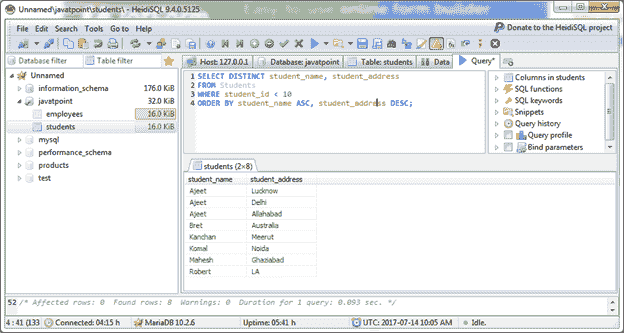 Unnamed\javatpoint\students\ - HeidiSQL 9.4.0.5125
File Edit Search Tools Go to Help
Donate to the HeidiSQL project
Database filter Table filter
Host: 127.0.0.1 Database: javatpoint Table: students Data Query*
Unnamed
information_schema 176.0 KiB
javatpoint 32.0 KiB
employees 16.0 KiB
students 16.0 KiB
mysql
performance_schema
products
test
1 SELECT DISTINCT student_name, student_address
2 FROM Students
3 WHERE student_id < 10
4 ORDER BY student_name ASC, student_address DESC;
Columns in students
SQL functions
SQL keywords
Snippets
Query history
Query profile
Bind parameters
students (2×8)
student_name student_address
Ajeet Lucknow
Ajeet Delhi
Ajeet Allahabad
Bret Australia
Kanchan Meerut
Komal Noida
Mahesh Ghaziabad
Robert LA
52 /* Affected rows: 0 Found rows: 8 Warnings: 0 Duration for 1 query: 0.093 sec. */
4 : 41 (133 Connected: 04:15 h MariaDB 10.2.6 Uptime: 05:41 h UTC: 2017-07-14 10:05 AM Idle.